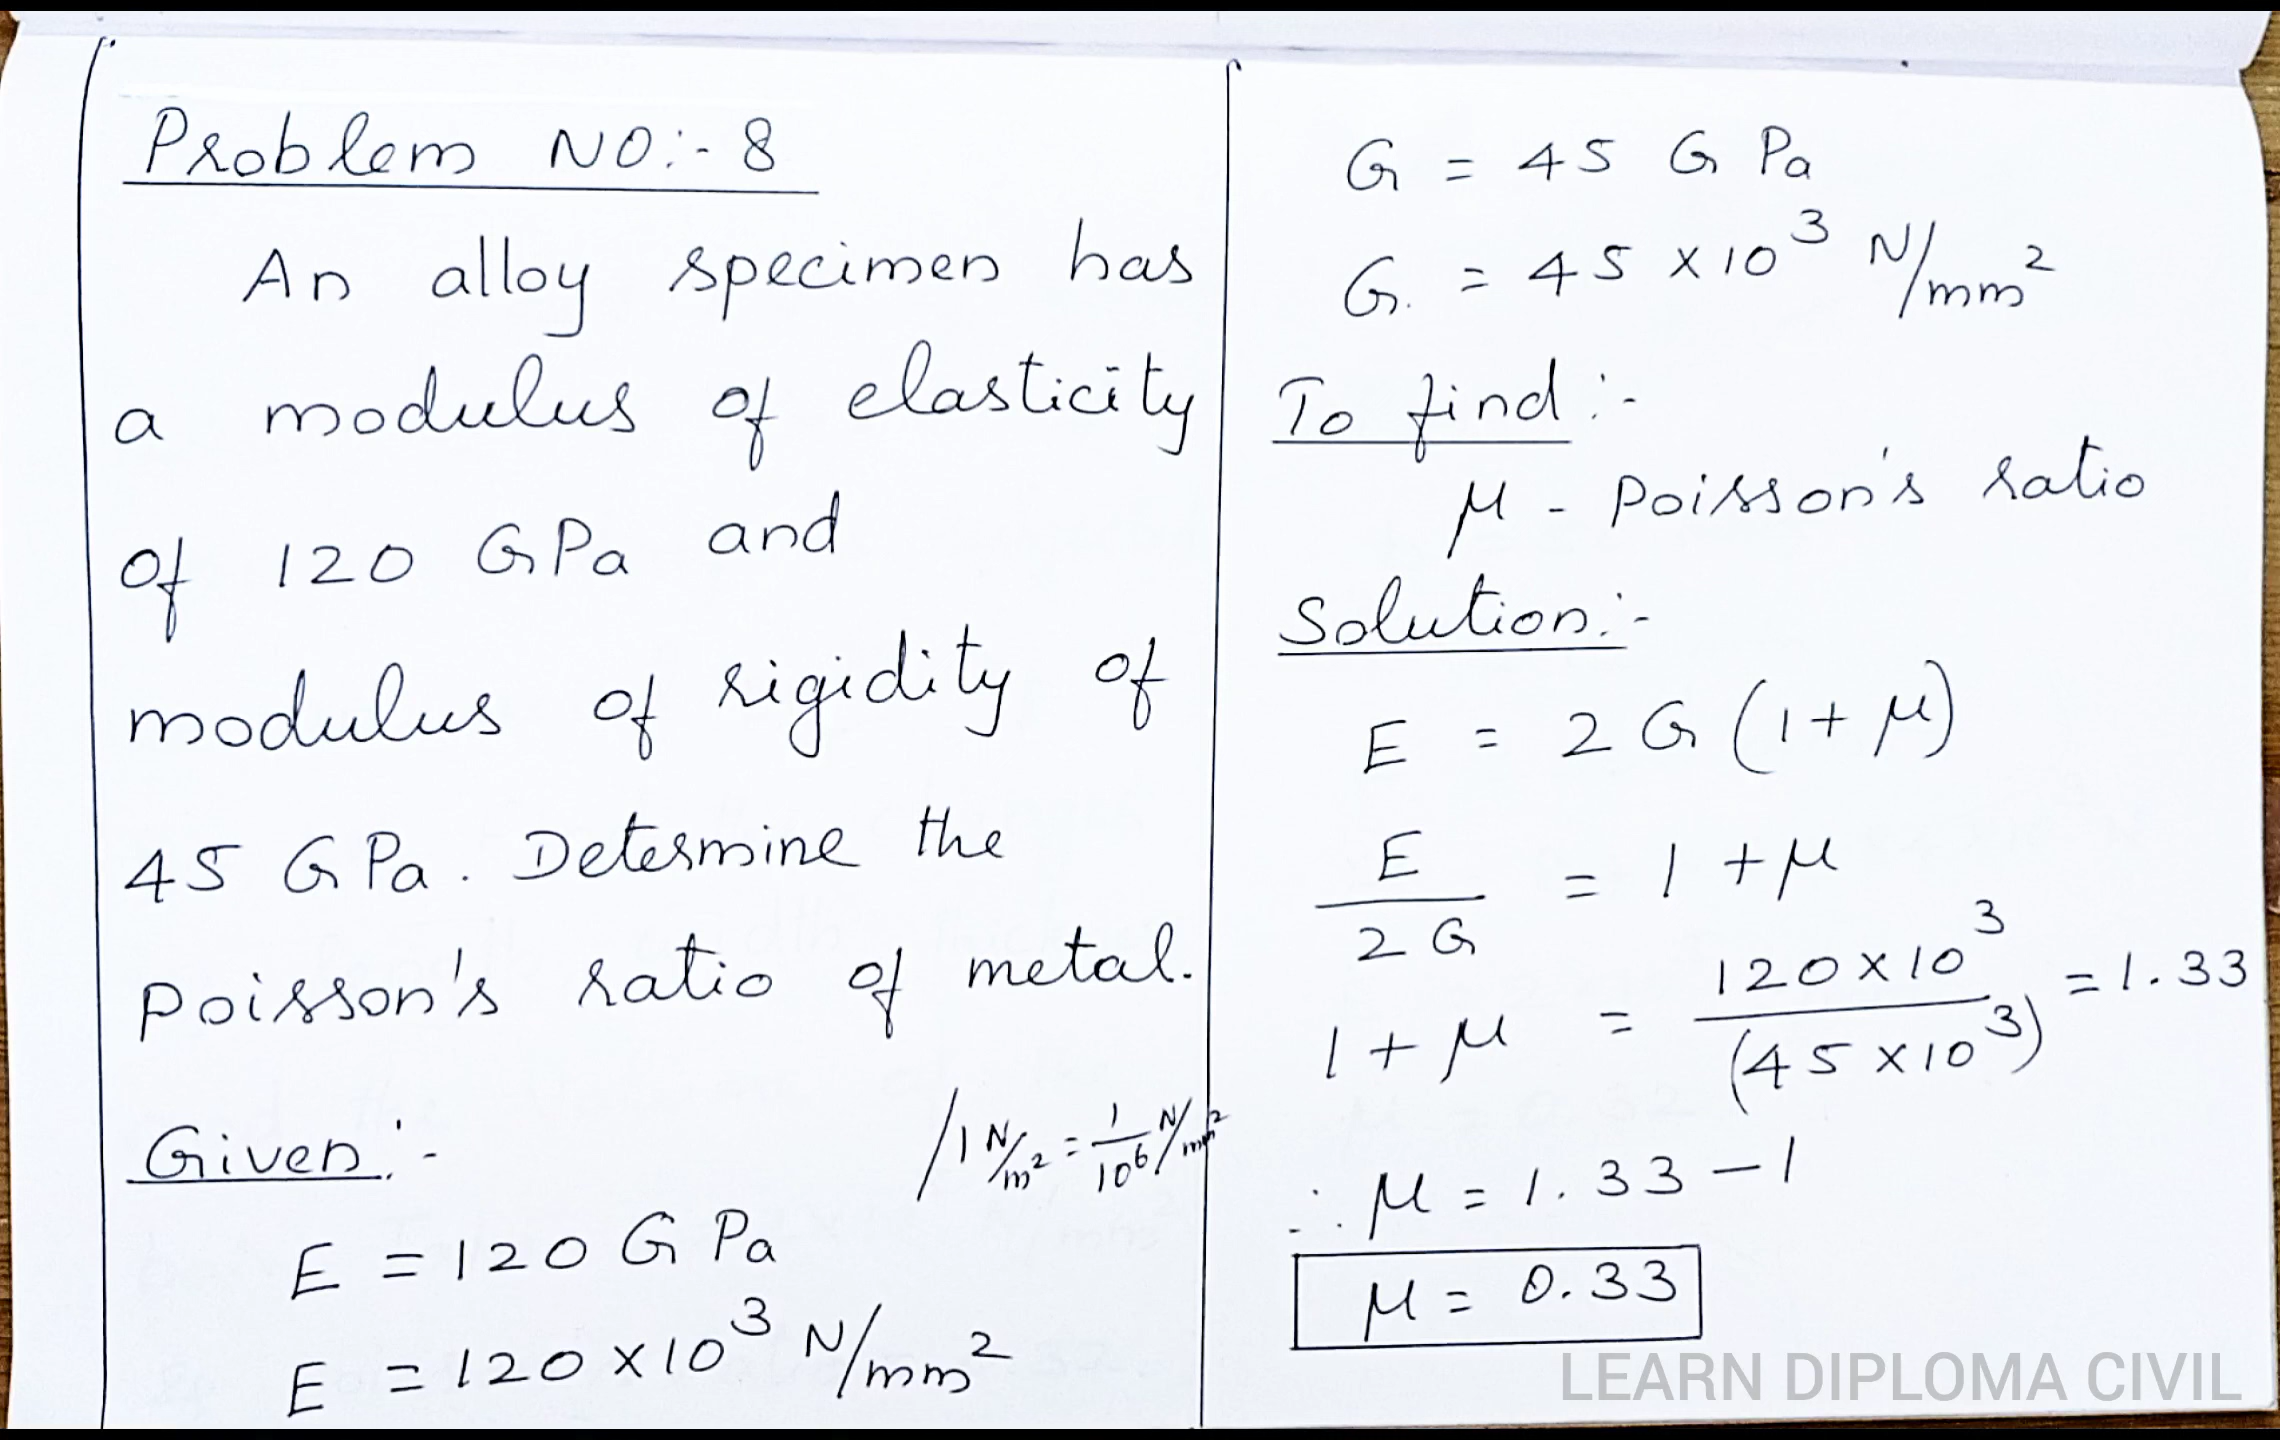 Problem NO:- 8
An alloy specimen has
a modulus of elasticity
of 120 GPa and
modulus of rigidity of
45 GPa. Determine the
poisson's ratio of metal.
Given:-
/1 N/m² = 1/10⁶ N/mm²
E = 120 G Pa
E = 120 × 10³ N/mm²
G = 45 G Pa
G. = 45 × 10³ N/mm²
To find:-
μ - poisson's ratio
Solution:-
E = 2 G (1 + μ)
E / 2 G = 1 + μ
1 + μ = 120 × 10³ / (45 × 10³) = 1.33
∴ μ = 1.33 - 1
μ = 0.33
LEARN DIPLOMA CIVIL